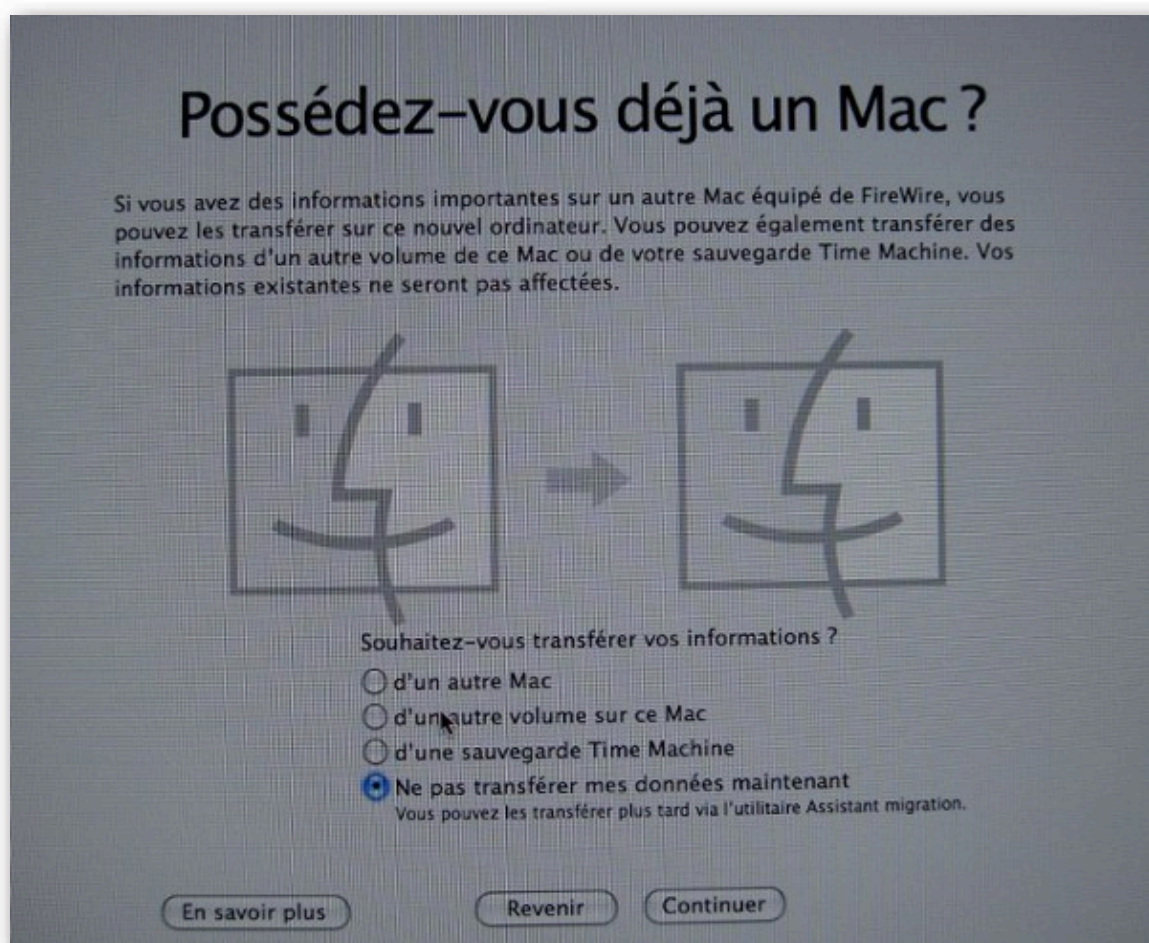 Possédez-vous déjà un Mac ?
Si vous avez des informations importantes sur un autre Mac équipé de FireWire, vous
pouvez les transférer sur ce nouvel ordinateur. Vous pouvez également transférer des
informations d'un autre volume de ce Mac ou de votre sauvegarde Time Machine. Vos
informations existantes ne seront pas affectées.
Souhaitez-vous transférer vos informations ?
d'un autre Mac
d'un autre volume sur ce Mac
d'une sauvegarde Time Machine
Ne pas transférer mes données maintenant
Vous pouvez les transférer plus tard via l'utilitaire Assistant migration.
En savoir plus
Revenir
Continuer